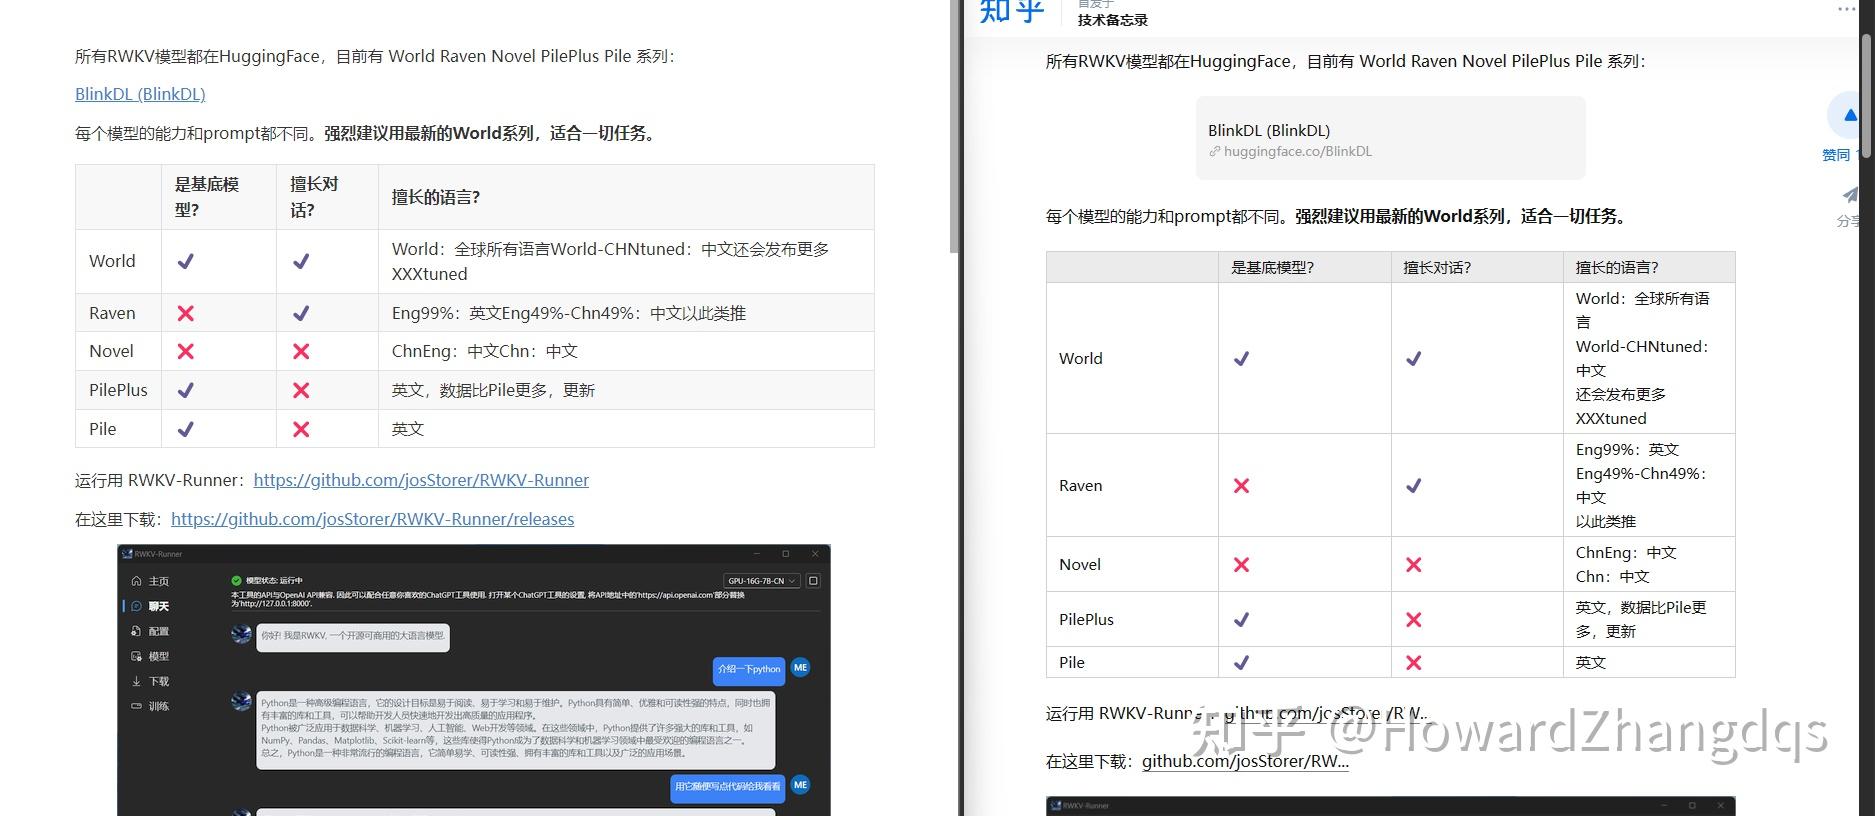 所有RWKV模型都在HuggingFace，目前有 World Raven Novel PilePlus Pile 系列：
BlinkDL (BlinkDL)
每个模型的能力和prompt都不同。强烈建议用最新的World系列，适合一切任务。
是基底模型？ 擅长对话？ 擅长的语言？
World ✔ ✔ World：全球所有语言World-CHNtuned：中文还会发布更多
XXXtuned
Raven ❌ ✔ Eng99%：英文Eng49%-Chn49%：中文以此类推
Novel ❌ ❌ ChnEng：中文Chn：中文
PilePlus ✔ ❌ 英文，数据比Pile更多，更新
Pile ✔ ❌ 英文
运行用 RWKV-Runner：https://github.com/josStorer/RWKV-Runner
在这里下载：https://github.com/josStorer/RWKV-Runner/releases
RWKV-Runner
主页
聊天
配置
模型
下载
训练
模型状态: 运行中
GPU-16G-7B-CN
本工具的API与OpenAI API兼容. 因此可以配合任意你喜欢的ChatGPT工具使用. 打开某个ChatGPT工具的设置, 将API地址中的'https://api.openai.com'部分替换
为'http://127.0.0.1:8000'.
你好! 我是RWKV, 一个开源可商用的大语言模型.
介绍一下python
ME
Python是一种高级编程语言，它的设计目标是易于阅读、易于学习和易于维护。Python具有简单、优雅和可读性强的特点，同时也拥
有丰富的库和工具，可以帮助开发人员快速地开发出高质量的应用程序。
Python被广泛应用于数据科学、机器学习、人工智能、Web开发等领域。在这些领域中，Python提供了许多强大的库和工具，如
NumPy、Pandas、Matplotlib、Scikit-learn等，这些库使得Python成为了数据科学和机器学习领域中最受欢迎的编程语言之一。
总之，Python是一种非常流行的编程语言，它简单易学、可读性强、拥有丰富的库和工具以及广泛的应用场景。
用它随便写点代码给我看看
ME
知乎
首发于
技术备忘录
所有RWKV模型都在HuggingFace，目前有 World Raven Novel PilePlus Pile 系列：
BlinkDL (BlinkDL)
huggingface.co/BlinkDL
赞同 1
分享
每个模型的能力和prompt都不同。强烈建议用最新的World系列，适合一切任务。
是基底模型？ 擅长对话？ 擅长的语言？
World ✔ ✔ World：全球所有语
言
World-CHNtuned：
中文
还会发布更多
XXXtuned
Raven ❌ ✔ Eng99%：英文
Eng49%-Chn49%：
中文
以此类推
Novel ❌ ❌ ChnEng：中文
Chn：中文
PilePlus ✔ ❌ 英文，数据比Pile更
多，更新
Pile ✔ ❌ 英文
运行用 RWKV-Runner：github.com/josStorer/RW...
在这里下载：github.com/josStorer/RW...
RWKV-Runner
知乎 @HowardZhangdqs